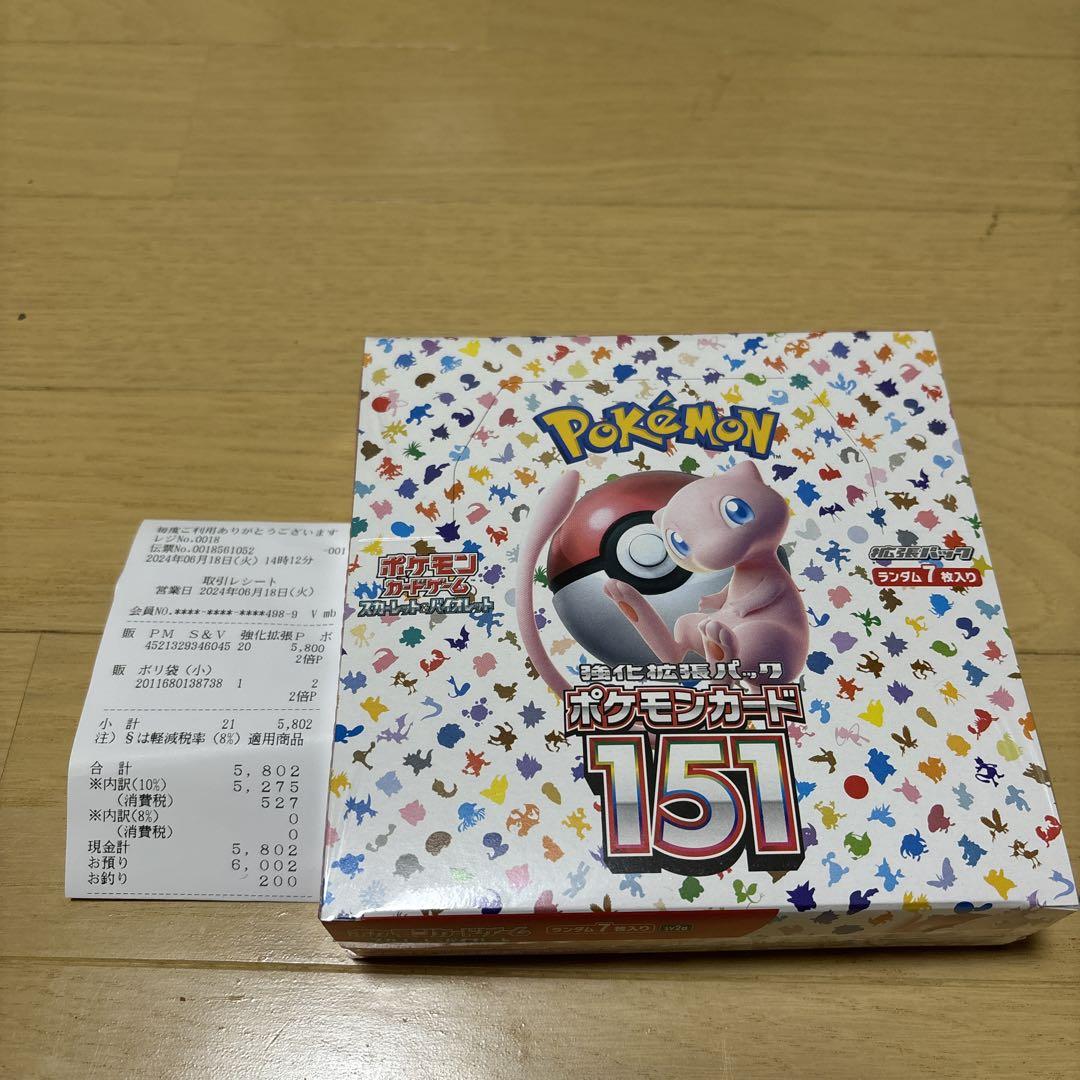 毎度ご利用ありがとうございます
レジNo.0018
伝票No.0018561052 -001
2024年06月18日(火) 14時12分
取引レシート
営業日 2024年06月18日(火)
会員NO.****-****-****498-9 V mb
販 PM S&V 強化拡張P ポ
4521329346045 20 5,800
2倍P
販 ポリ袋(小)
2011680138738 1 2
2倍P
小 計 21 5,802
注) §は軽減税率(8%) 適用商品
合 計 5,802
※内訳(10%) 5,275
(消費税) 527
※内訳(8%) 0
(消費税) 0
現金計 5,802
お預り 6,002
お釣り 200
POKéMON
TM
ポケモン
カードゲーム
スカーレット&バイオレット
拡張パック
ランダム7枚入り
強化拡張パック
ポケモンカード
151
ポケモンカードゲーム
ランダム7枚入り sv2a